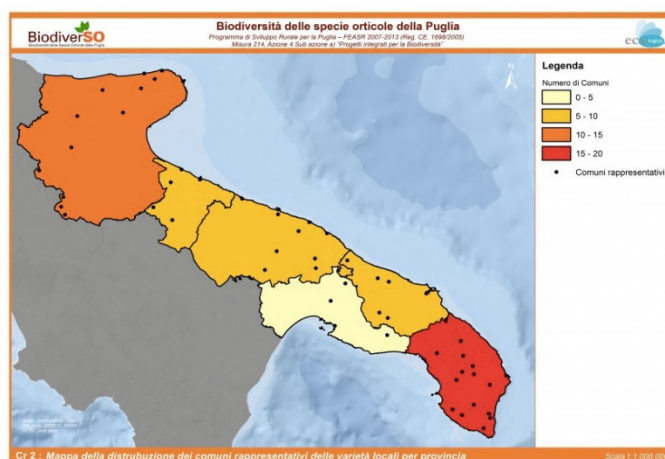 BiodiverSO
Biodiversità delle Specie Orticole della Puglia
Biodiversità delle specie orticole della Puglia
Programma di Sviluppo Rurale per la Puglia – FEASR 2007-2013 (Reg. CE. 1698/2005)
Misura 214, Azione 4 Sub azione a) "Progetti integrati per la Biodiversità"
N
Legenda
Numero di Comuni
0 - 5
5 - 10
10 - 15
15 - 20
Comuni rappresentativi
Cr 2 : Mappa della distrubuzione dei comuni rappresentativi delle varietà locali per provincia
Scala 1:1.000.000